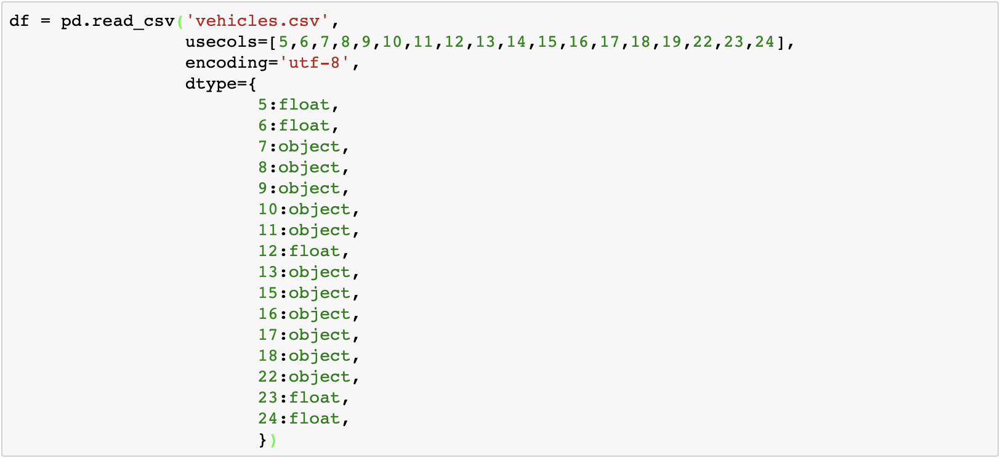 df = pd.read_csv('vehicles.csv',
                 usecols=[5,6,7,8,9,10,11,12,13,14,15,16,17,18,19,22,23,24],
                 encoding='utf-8',
                 dtype={
                        5:float,
                        6:float,
                        7:object,
                        8:object,
                        9:object,
                        10:object,
                        11:object,
                        12:float,
                        13:object,
                        15:object,
                        16:object,
                        17:object,
                        18:object,
                        22:object,
                        23:float,
                        24:float,
                        })